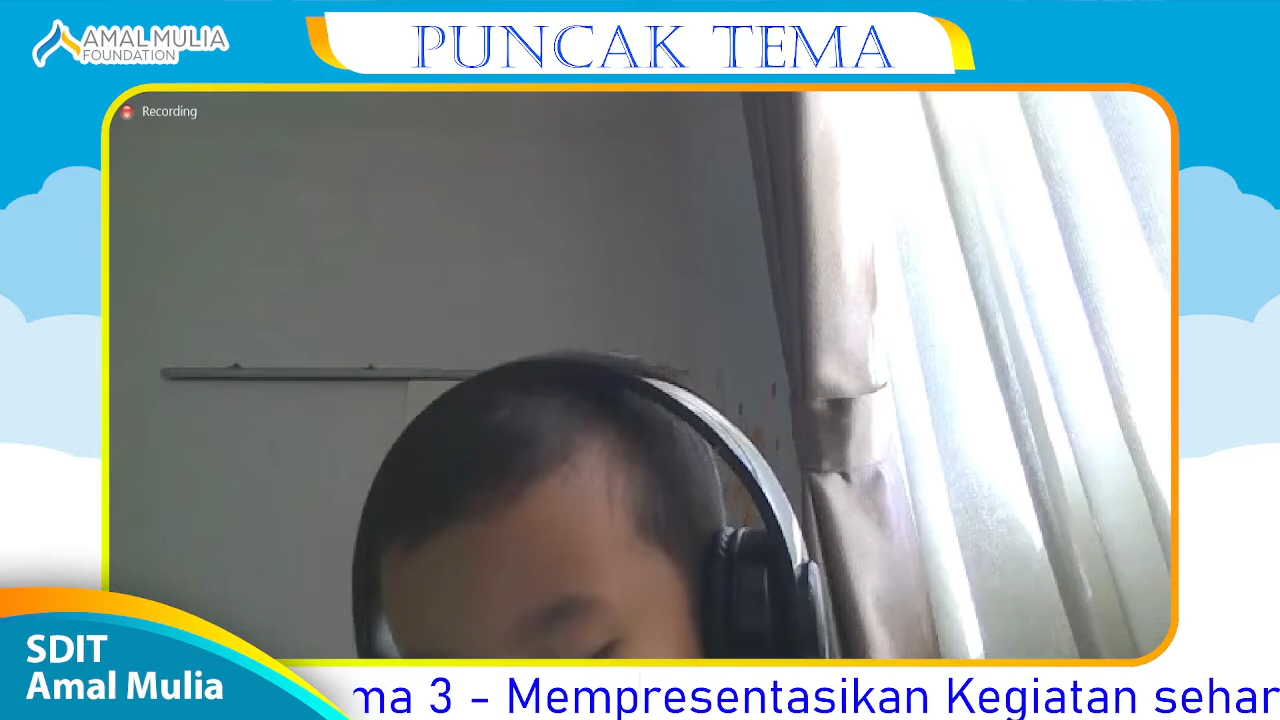 AMAL MULIA
FOUNDATION
PUNCAK TEMA
Recording
SDIT
Amal Mulia
ma 3 - Mempresentasikan Kegiatan sehar